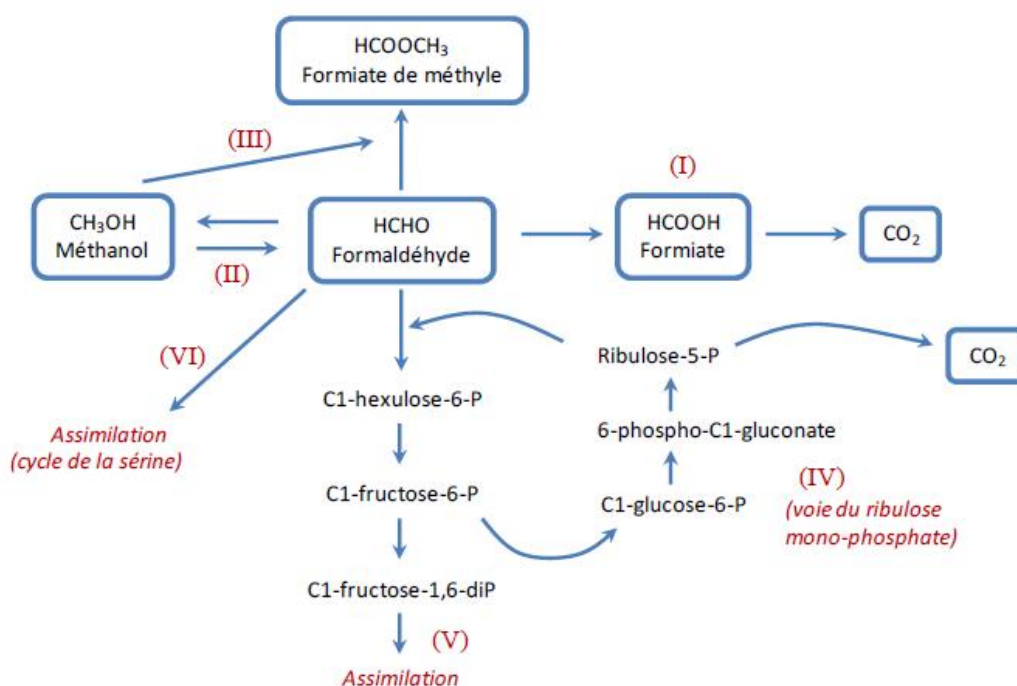 HCOOCH₃
Formiate de méthyle
(III)
(I)
CH₃OH
Méthanol
HCHO
Formaldéhyde
HCOOH
Formiate
CO₂
(II)
(VI)
Ribulose-5-P
CO₂
C1-hexulose-6-P
Assimilation
(cycle de la sérine)
6-phospho-C1-gluconate
(IV)
C1-fructose-6-P
C1-glucose-6-P
(voie du ribulose
mono-phosphate)
C1-fructose-1,6-diP
(V)
Assimilation